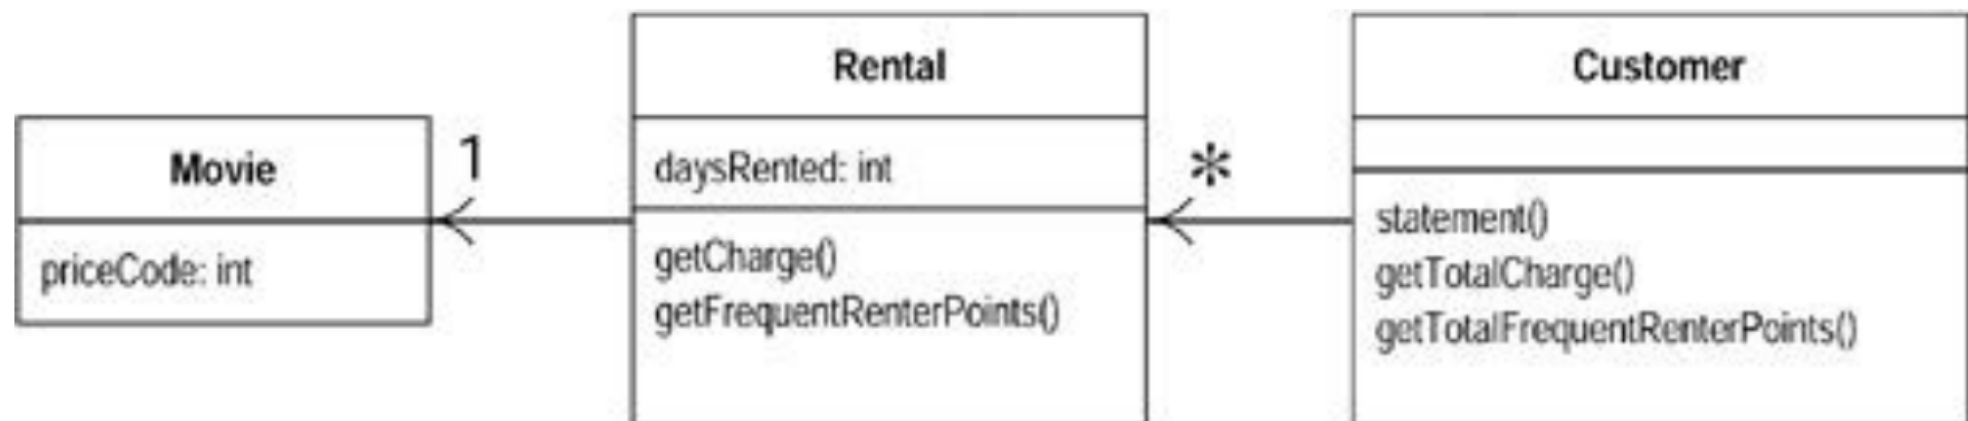 Movie
priceCode: int
1
Rental
daysRented: int
getCharge()
getFrequentRenterPoints()
*
Customer
statement()
getTotalCharge()
getTotalFrequentRenterPoints()